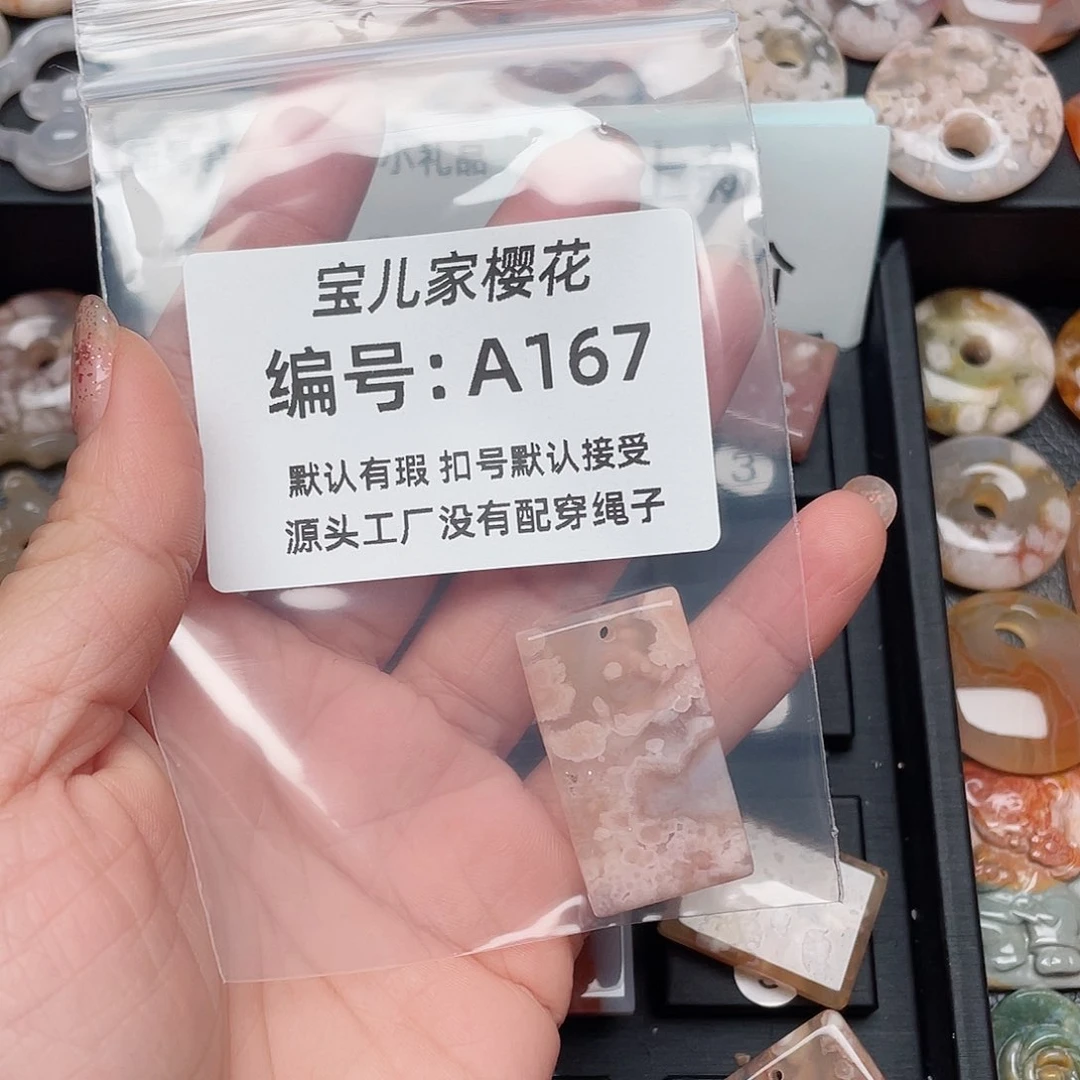 小礼品
宝儿家樱花
编号:A167
默认有瑕 扣号默认接受
源头工厂没有配穿绳子
3